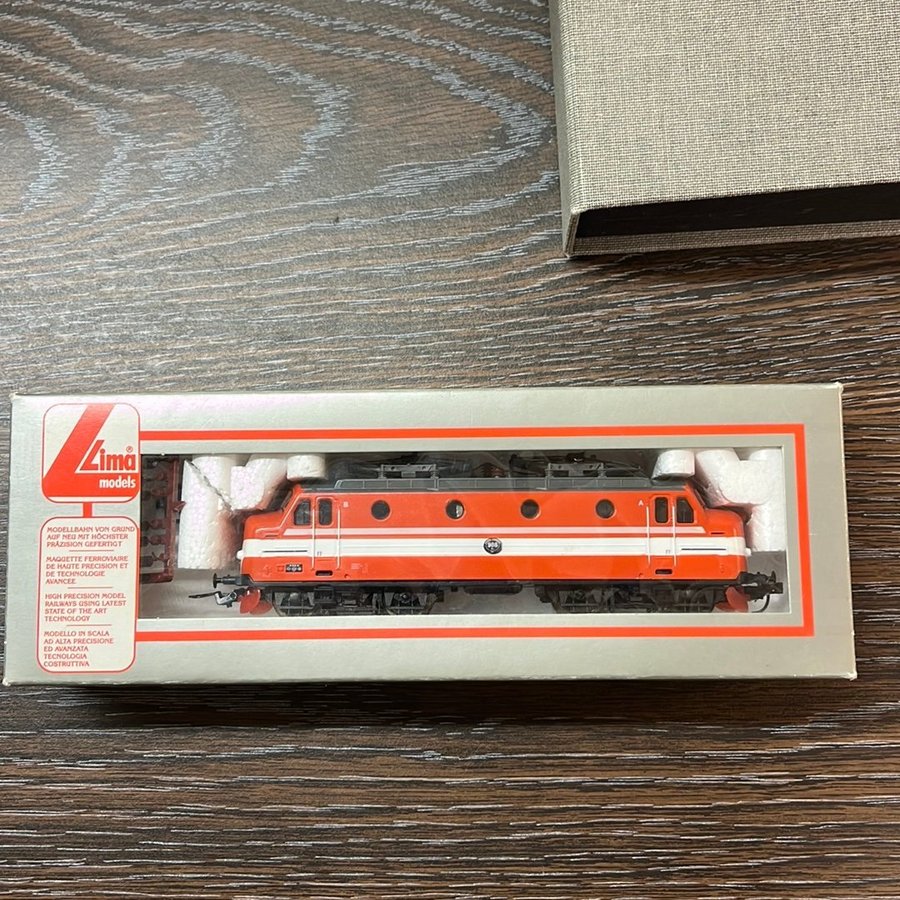 Lima®
models
MODELLBAHN VON GRUND
AUF NEU MIT HÖCHSTER
PRÄZISION GEFERTIGT
MAQUETTE FERROVIAIRE
DE HAUTE PRECISION ET
DE TECHNOLOGIE
AVANCEE
HIGH PRECISION MODEL
RAILWAYS USING LATEST
STATE OF THE ART
TECHNOLOGY
MODELLO IN SCALA
AD ALTA PRECISIONE
ED AVANZATA
TECNOLOGIA
COSTRUTTIVA
B
A